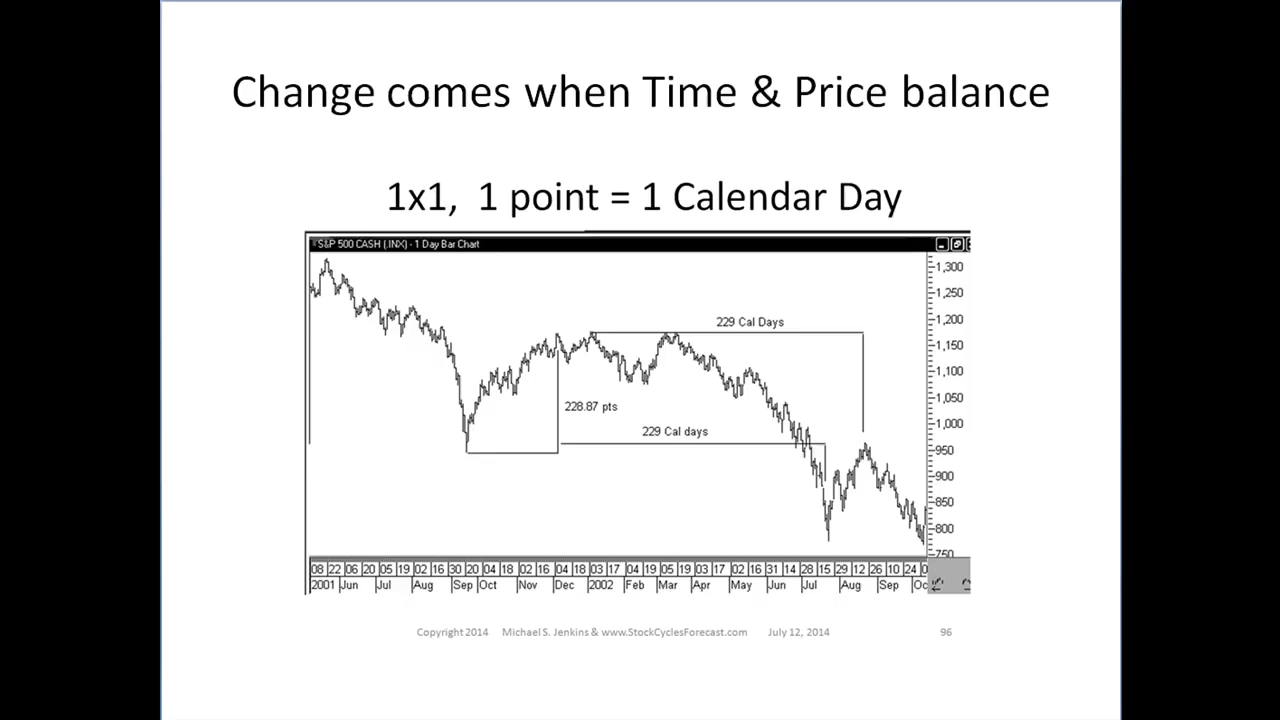 Change comes when Time & Price balance
1x1, 1 point = 1 Calendar Day
S&P 500 CASH (.INX) - 1 Day Bar Chart
1,300
1,250
229 Cal Days
1,200
1,150
1,100
228.87 pts
1,050
1,000
229 Cal days
950
900
850
800
750
08 22 06 20 05 19 02 16 30 20 04 18 02 16 04 18 03 17 04 19 05 19 03 17 02 16 31 14 28 15 29 12 26 10 24 0
2001 Jun Jul Aug Sep Oct Nov Dec 2002 Feb Mar Apr May Jun Jul Aug Sep Oc
Copyright 2014 Michael S. Jenkins & www.StockCyclesForecast.com July 12, 2014 96